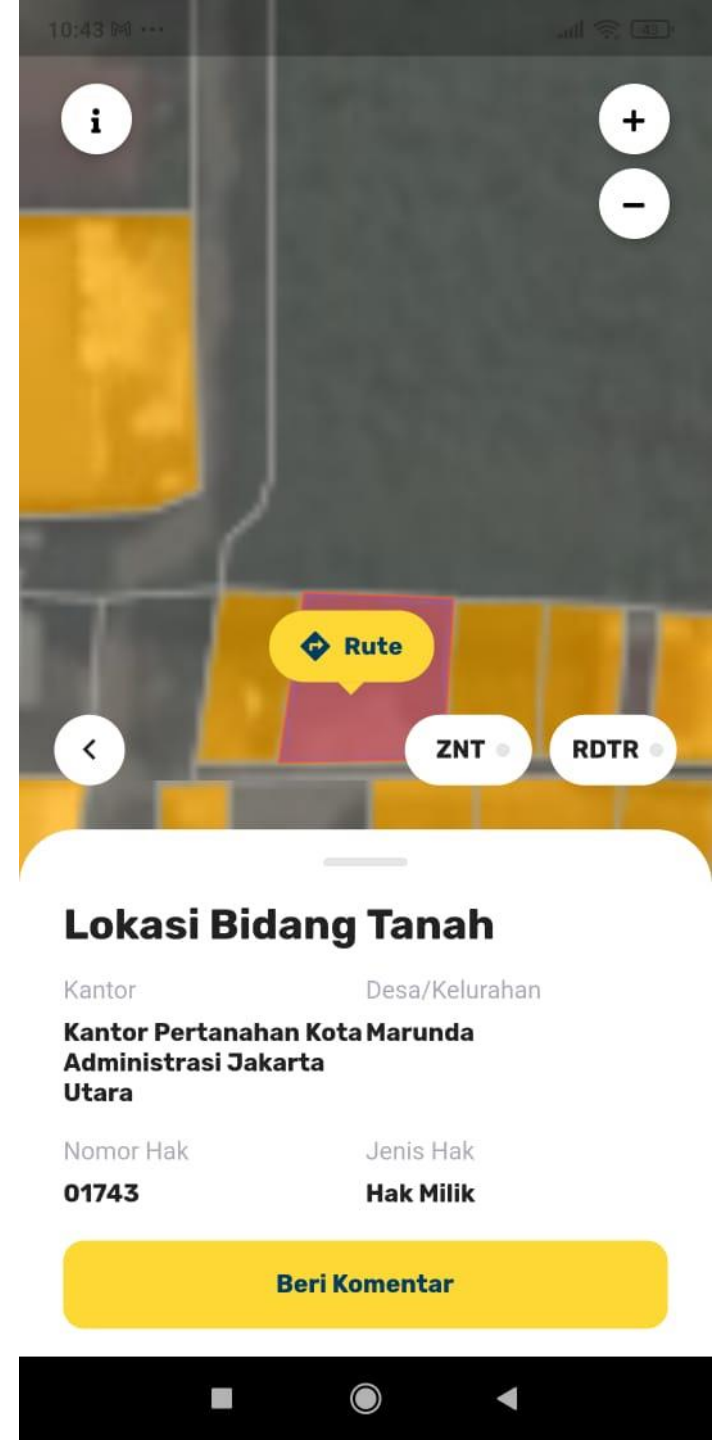 10:43
45
i
+
−
Rute
ZNT
RDTR
Lokasi Bidang Tanah
Kantor
Desa/Kelurahan
Kantor Pertanahan Kota
Administrasi Jakarta
Utara
Marunda
Nomor Hak
Jenis Hak
01743
Hak Milik
Beri Komentar